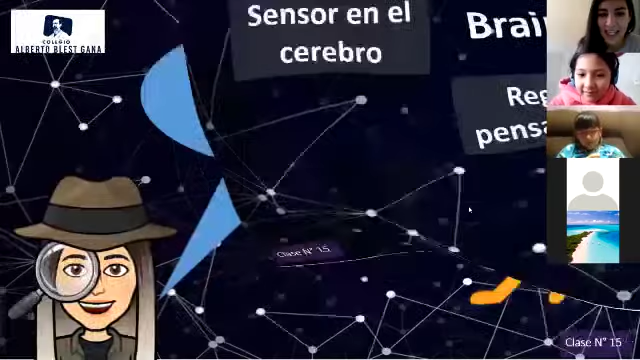 COLEGIO
ALBERTO BLEST GANA
Sensor en el
cerebro
Clase N° 15
Clase N° 15